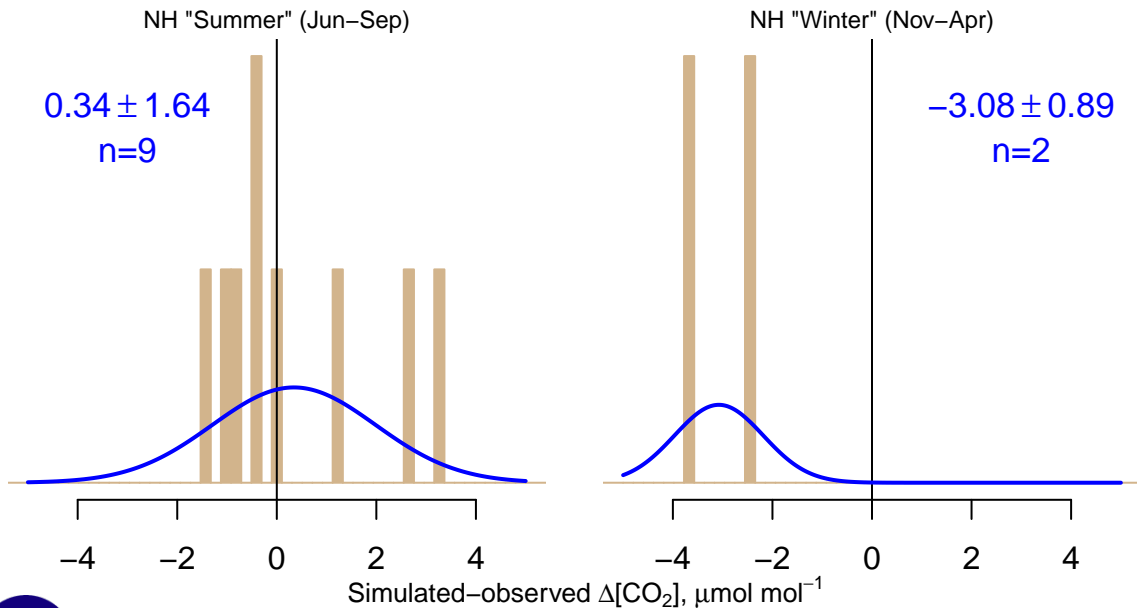 NH "Summer" (Jun−Sep)
0.34 ± 1.64
n=9
−4 −2 0 2 4
NH "Winter" (Nov−Apr)
−3.08 ± 0.89
n=2
−4 −2 0 2 4
Simulated−observed Δ[CO₂], μmol mol⁻¹